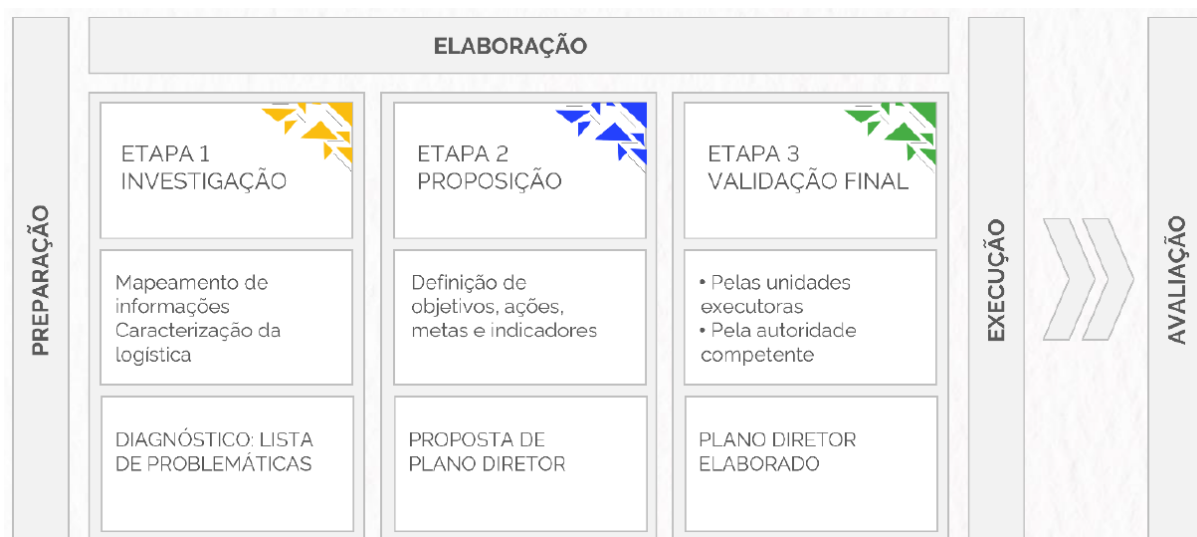 PREPARAÇÃO
ELABORAÇÃO
ETAPA 1
INVESTIGAÇÃO
Mapeamento de
informações
Caracterização da
logística
DIAGNÓSTICO: LISTA
DE PROBLEMÁTICAS
ETAPA 2
PROPOSIÇÃO
Definição de
objetivos, ações,
metas e indicadores
PROPOSTA DE
PLANO DIRETOR
ETAPA 3
VALIDAÇÃO FINAL
• Pelas unidades
executoras
• Pela autoridade
competente
PLANO DIRETOR
ELABORADO
EXECUÇÃO
AVALIAÇÃO